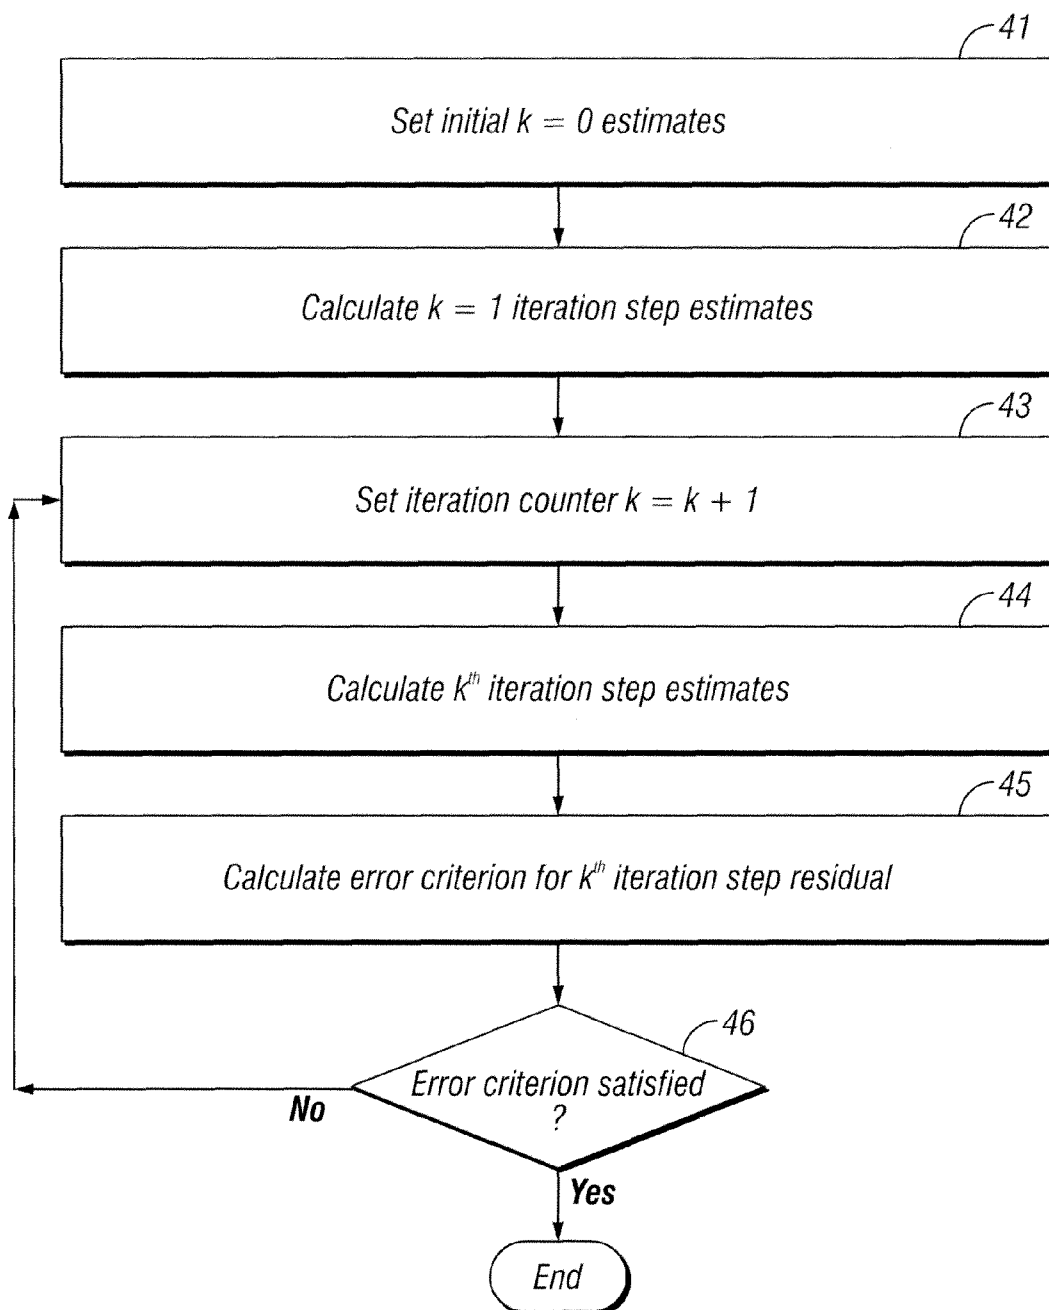 41
Set initial k = 0 estimates
42
Calculate k = 1 iteration step estimates
43
Set iteration counter k = k + 1
44
Calculate kth iteration step estimates
45
Calculate error criterion for kth iteration step residual
46
Error criterion satisfied
?
No
Yes
End